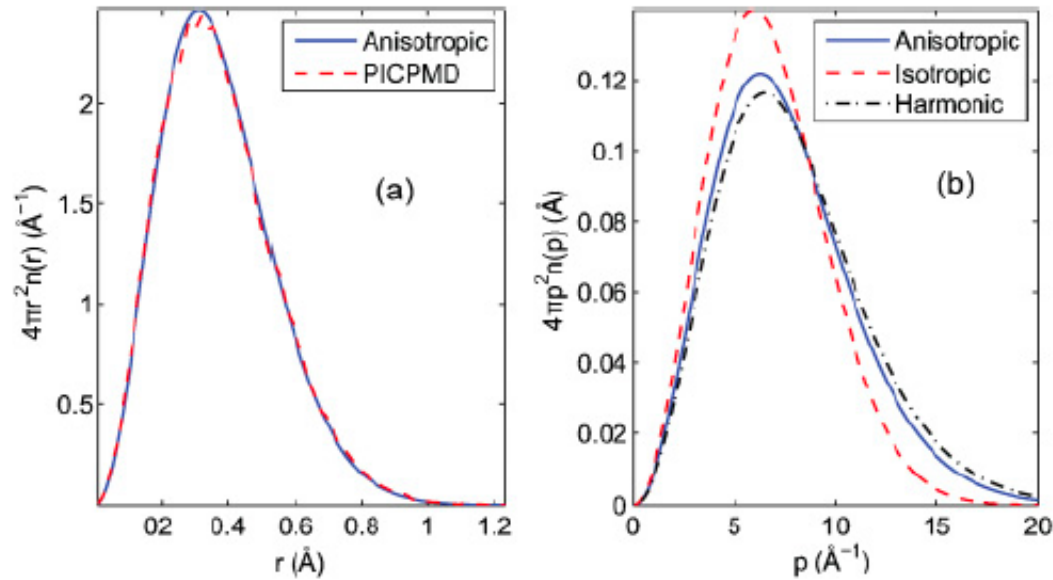 Anisotropic
PICPMD
(a)
4πr²n(r) (Å⁻¹)
2
1.5
1
0.5
02 0.4 0.6 0.8 1 1.2
r (Å)
Anisotropic
Isotropic
Harmonic
(b)
4πp²n(p) (Å)
0.12
0.1
0.08
0.06
0.04
0.02
0
0 5 10 15 20
p (Å⁻¹)